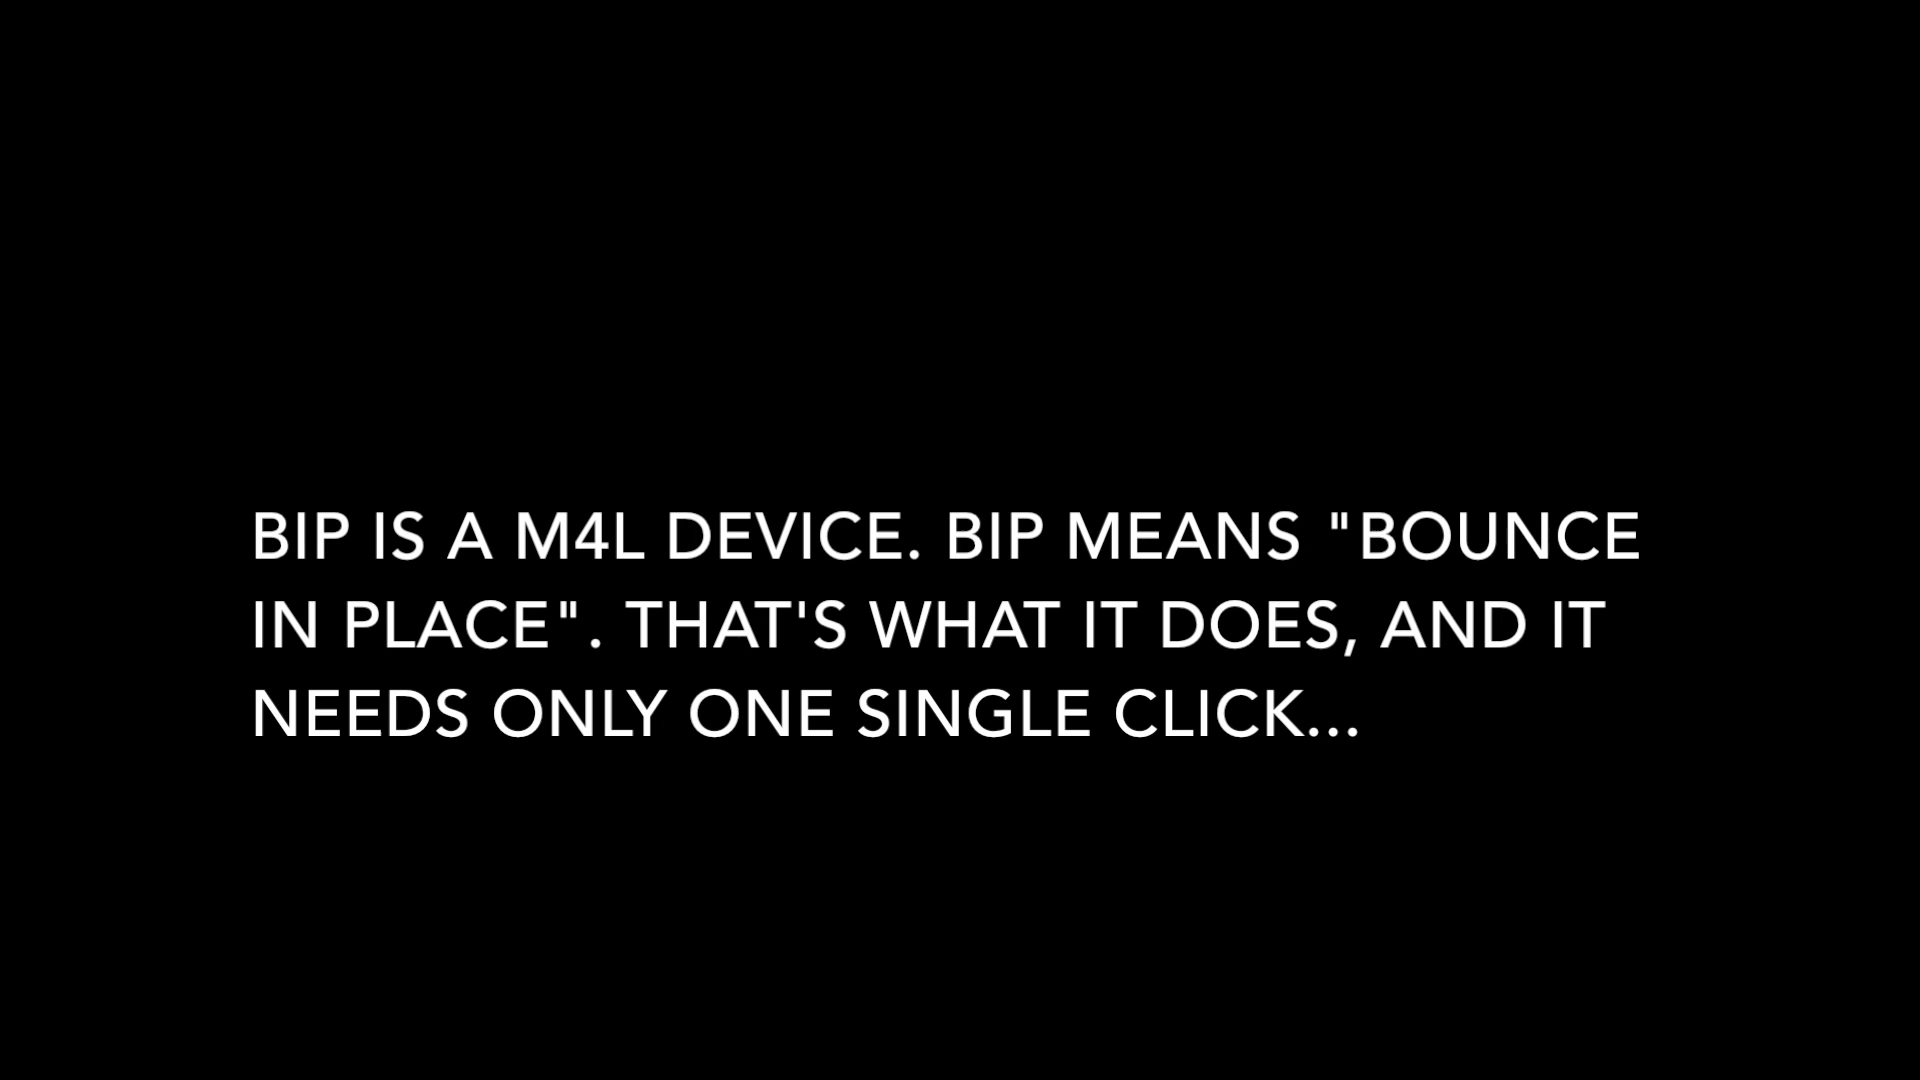 BIP IS A M4L DEVICE. BIP MEANS "BOUNCE
IN PLACE". THAT'S WHAT IT DOES, AND IT
NEEDS ONLY ONE SINGLE CLICK...